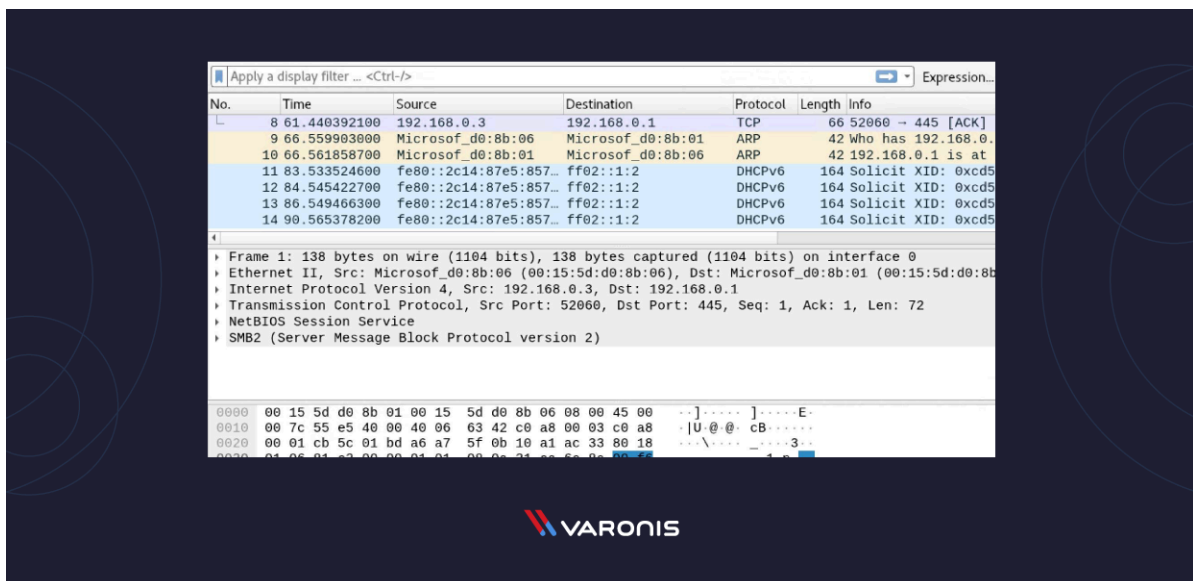 Apply a display filter ... <Ctrl-/> Expression...
No. Time Source Destination Protocol Length Info
8 61.440392100 192.168.0.3 192.168.0.1 TCP 66 52060 → 445 [ACK]
9 66.559903000 Microsof_d0:8b:06 Microsof_d0:8b:01 ARP 42 Who has 192.168.0.
10 66.561858700 Microsof_d0:8b:01 Microsof_d0:8b:06 ARP 42 192.168.0.1 is at
11 83.533524600 fe80::2c14:87e5:857… ff02::1:2 DHCPv6 164 Solicit XID: 0xcd5
12 84.545422700 fe80::2c14:87e5:857… ff02::1:2 DHCPv6 164 Solicit XID: 0xcd5
13 86.549466300 fe80::2c14:87e5:857… ff02::1:2 DHCPv6 164 Solicit XID: 0xcd5
14 90.565378200 fe80::2c14:87e5:857… ff02::1:2 DHCPv6 164 Solicit XID: 0xcd5
Frame 1: 138 bytes on wire (1104 bits), 138 bytes captured (1104 bits) on interface 0
Ethernet II, Src: Microsof_d0:8b:06 (00:15:5d:d0:8b:06), Dst: Microsof_d0:8b:01 (00:15:5d:d0:8b
Internet Protocol Version 4, Src: 192.168.0.3, Dst: 192.168.0.1
Transmission Control Protocol, Src Port: 52060, Dst Port: 445, Seq: 1, Ack: 1, Len: 72
NetBIOS Session Service
SMB2 (Server Message Block Protocol version 2)
0000 00 15 5d d0 8b 01 00 15 5d d0 8b 06 08 00 45 00 ··]····· ]·····E·
0010 00 7c 55 e5 40 00 40 06 63 42 c0 a8 00 03 c0 a8 ·|U·@·@· cB······
0020 00 01 cb 5c 01 bd a6 a7 5f 0b 10 a1 ac 33 80 18 ···\···· _····3··
VARONIS